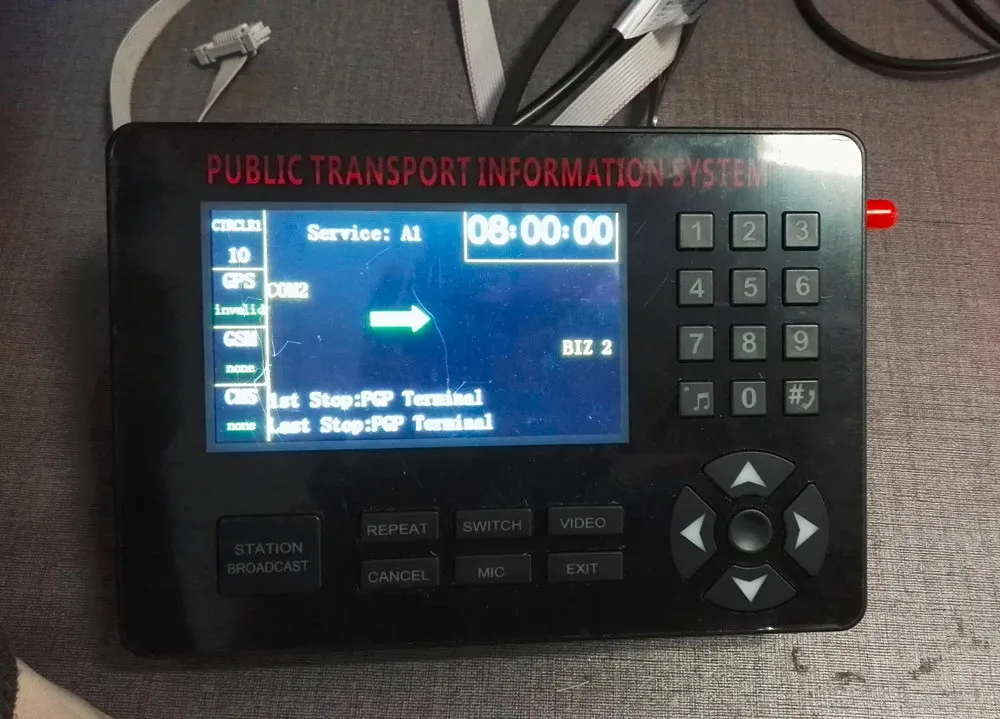 PUBLIC TRANSPORT INFORMATION SYSTEM
CIRCLE1
10
GPS
invalid
GSM
none
CMS
none
Service: A1
08:00:00
COM2
BIZ 2
1st Stop:PGP Terminal
Last Stop:PGP Terminal
1 2 3
4 5 6
7 8 9
0 #
STATION
BROADCAST
REPEAT SWITCH VIDEO
CANCEL MIC EXIT